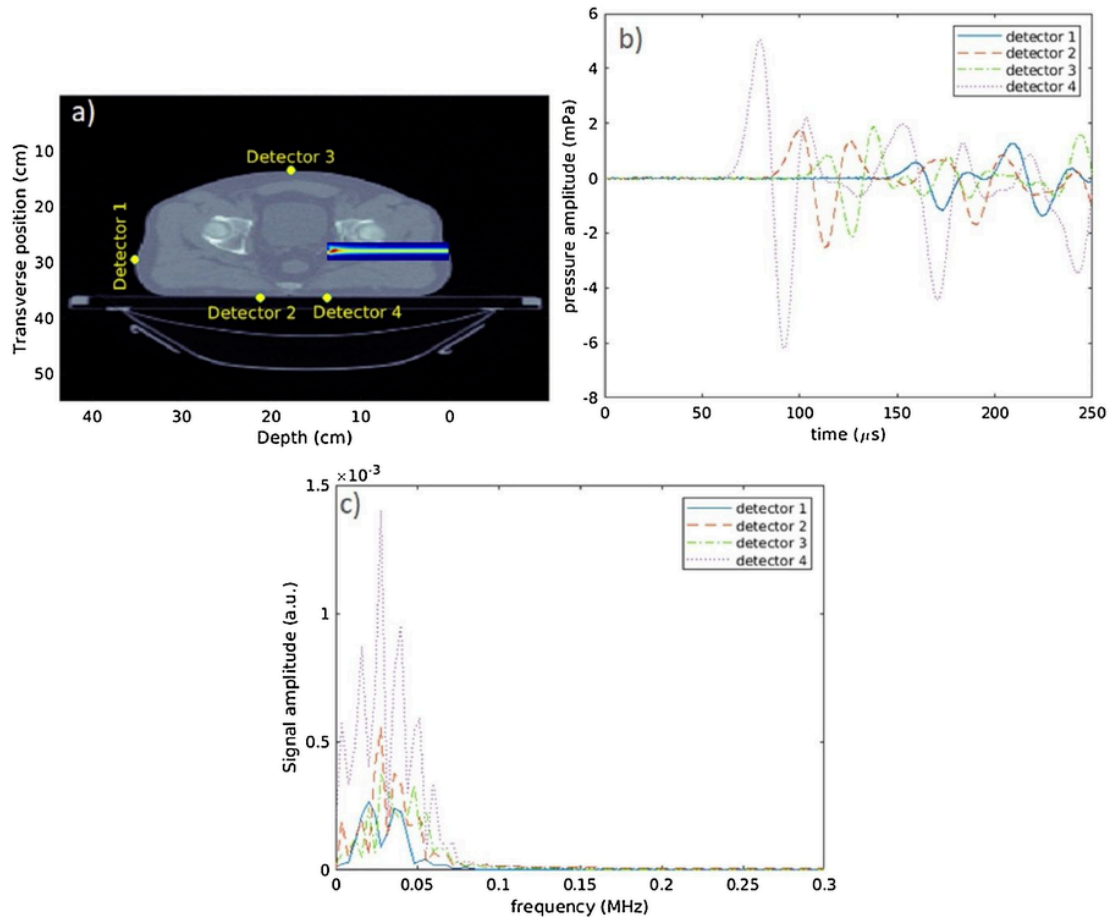 a)
Detector 3
Detector 1
Detector 2
Detector 4
Transverse position (cm)
10
20
30
40
50
40 30 20 10 0
Depth (cm)
b)
detector 1
detector 2
detector 3
detector 4
pressure amplitude (mPa)
6
4
2
0
-2
-4
-6
-8
0 50 100 150 200 250
time (μs)
c)
×10⁻³
detector 1
detector 2
detector 3
detector 4
Signal amplitude (a.u.)
1.5
1
0.5
0
0 0.05 0.1 0.15 0.2 0.25 0.3
frequency (MHz)